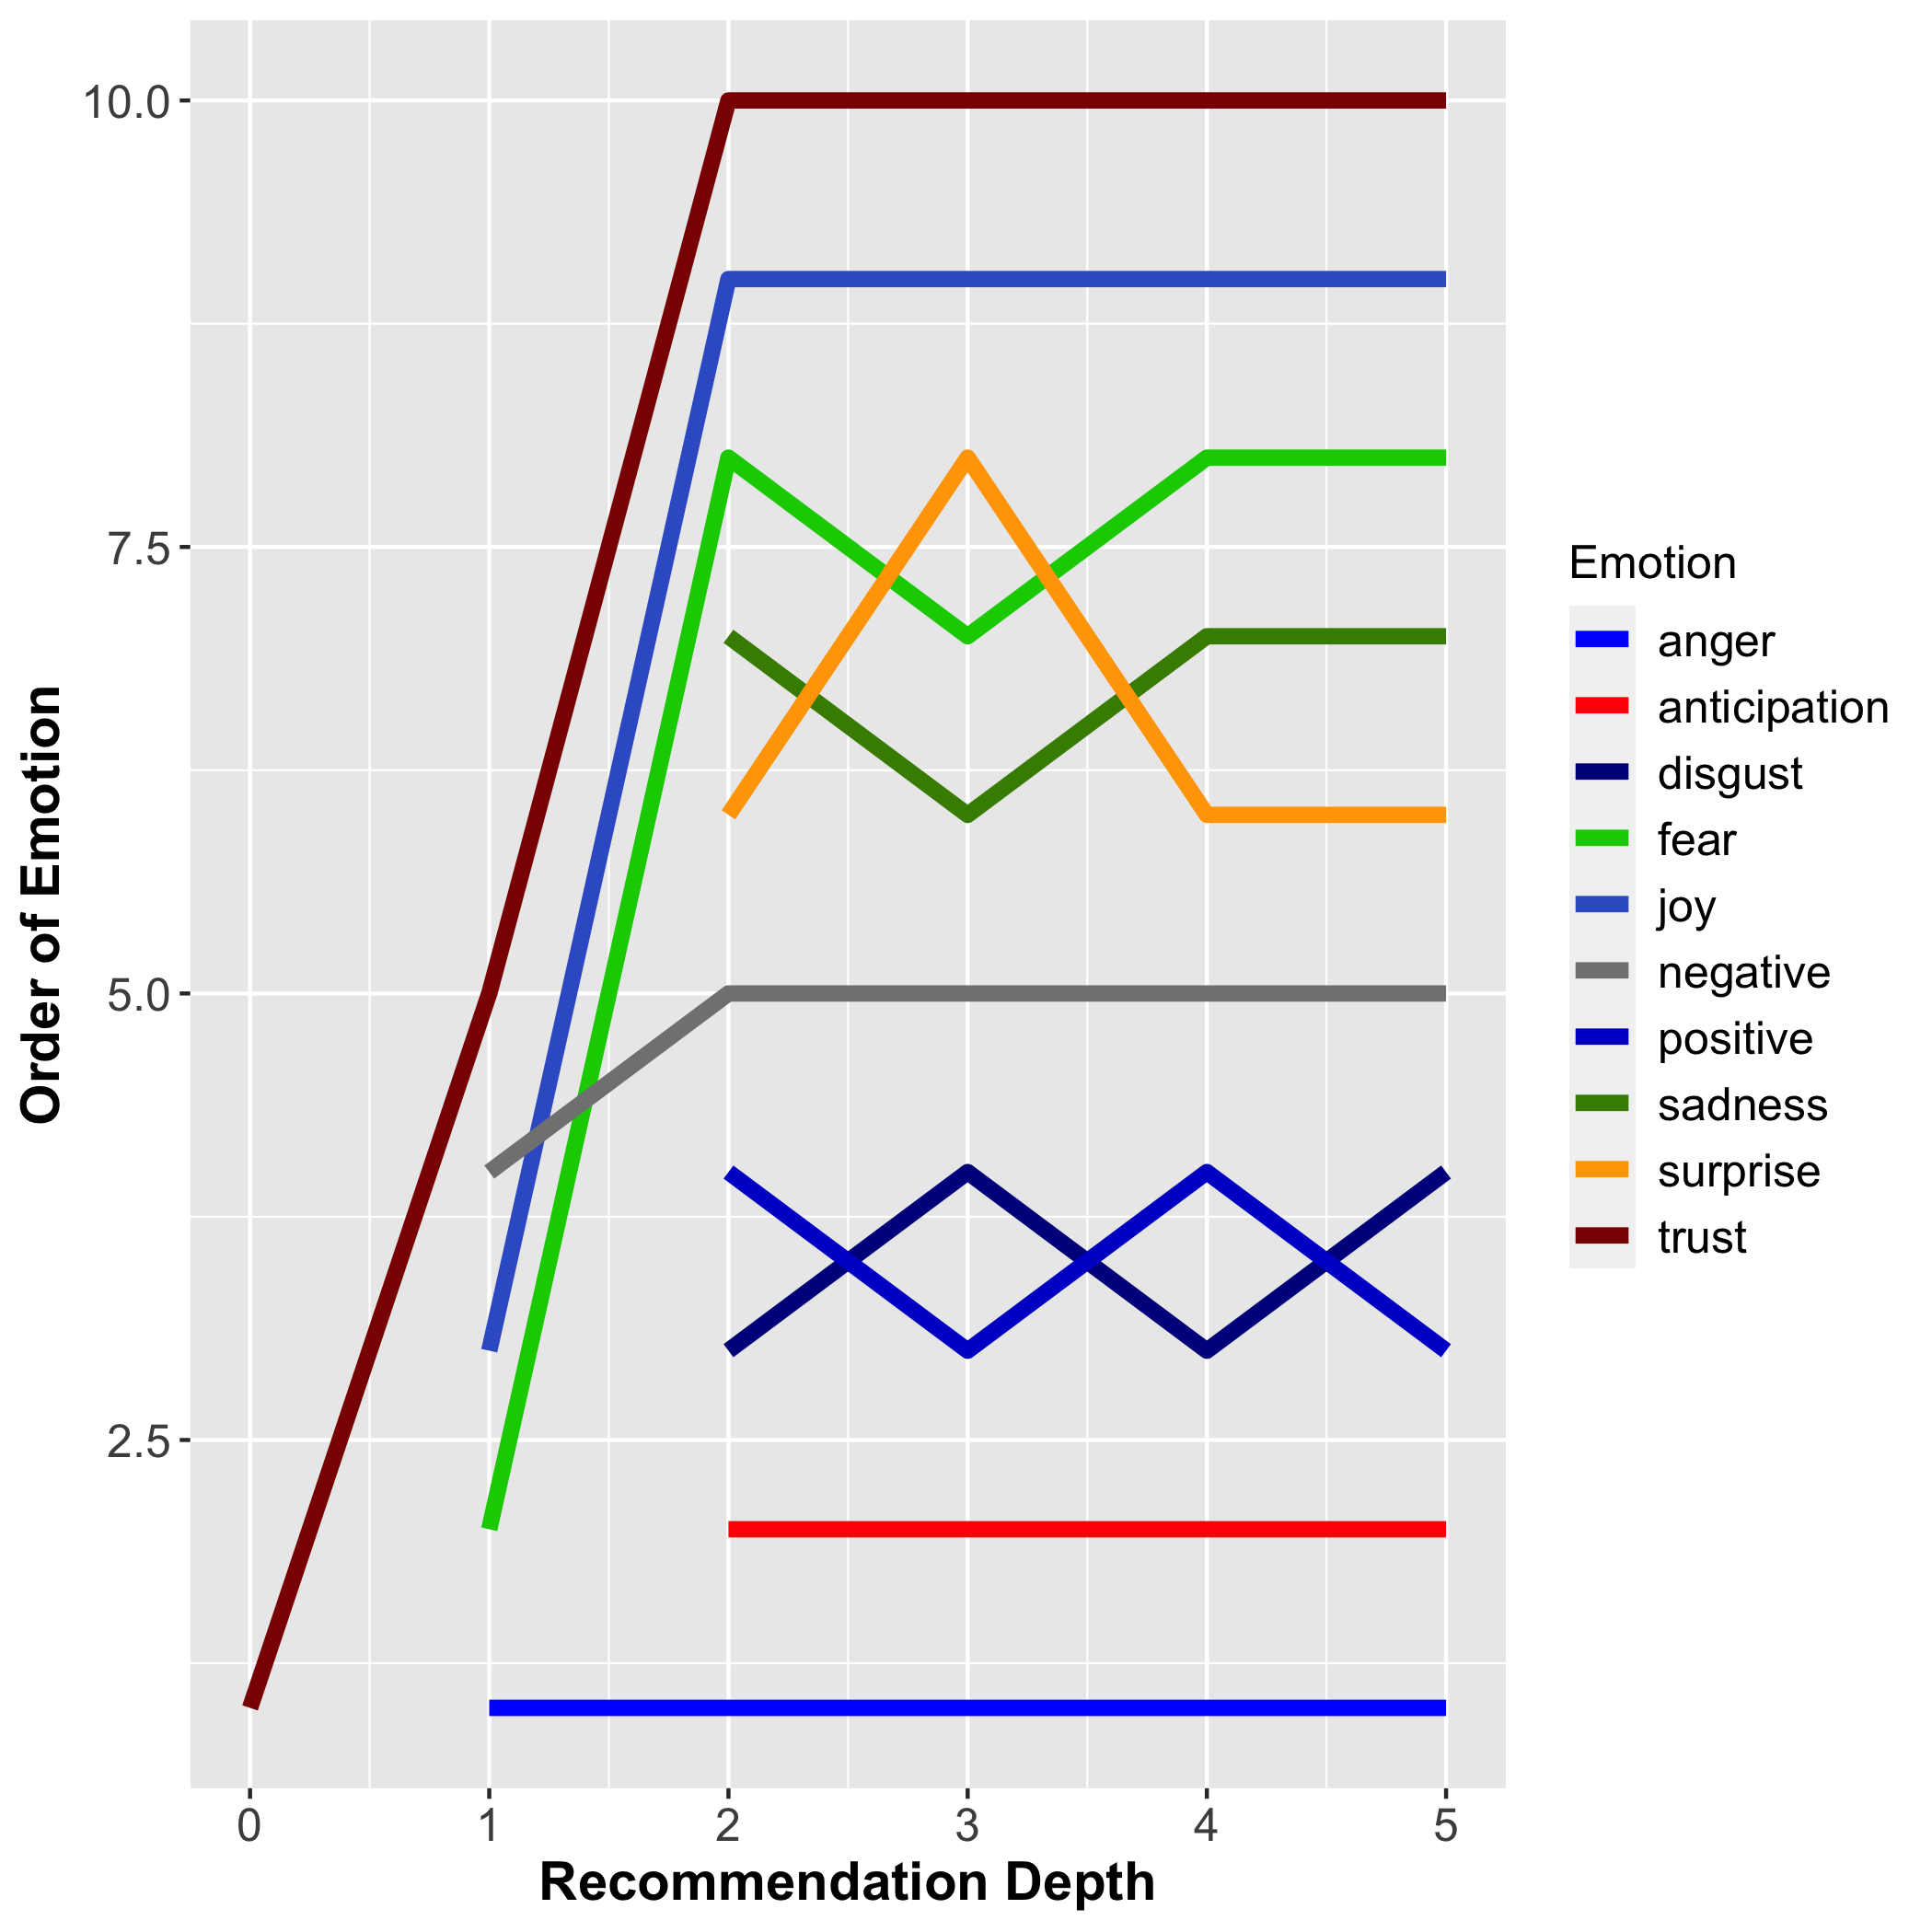 Order of Emotion
10.0
7.5
5.0
2.5
0 1 2 3 4 5
Recommendation Depth
Emotion
anger
anticipation
disgust
fear
joy
negative
positive
sadness
surprise
trust